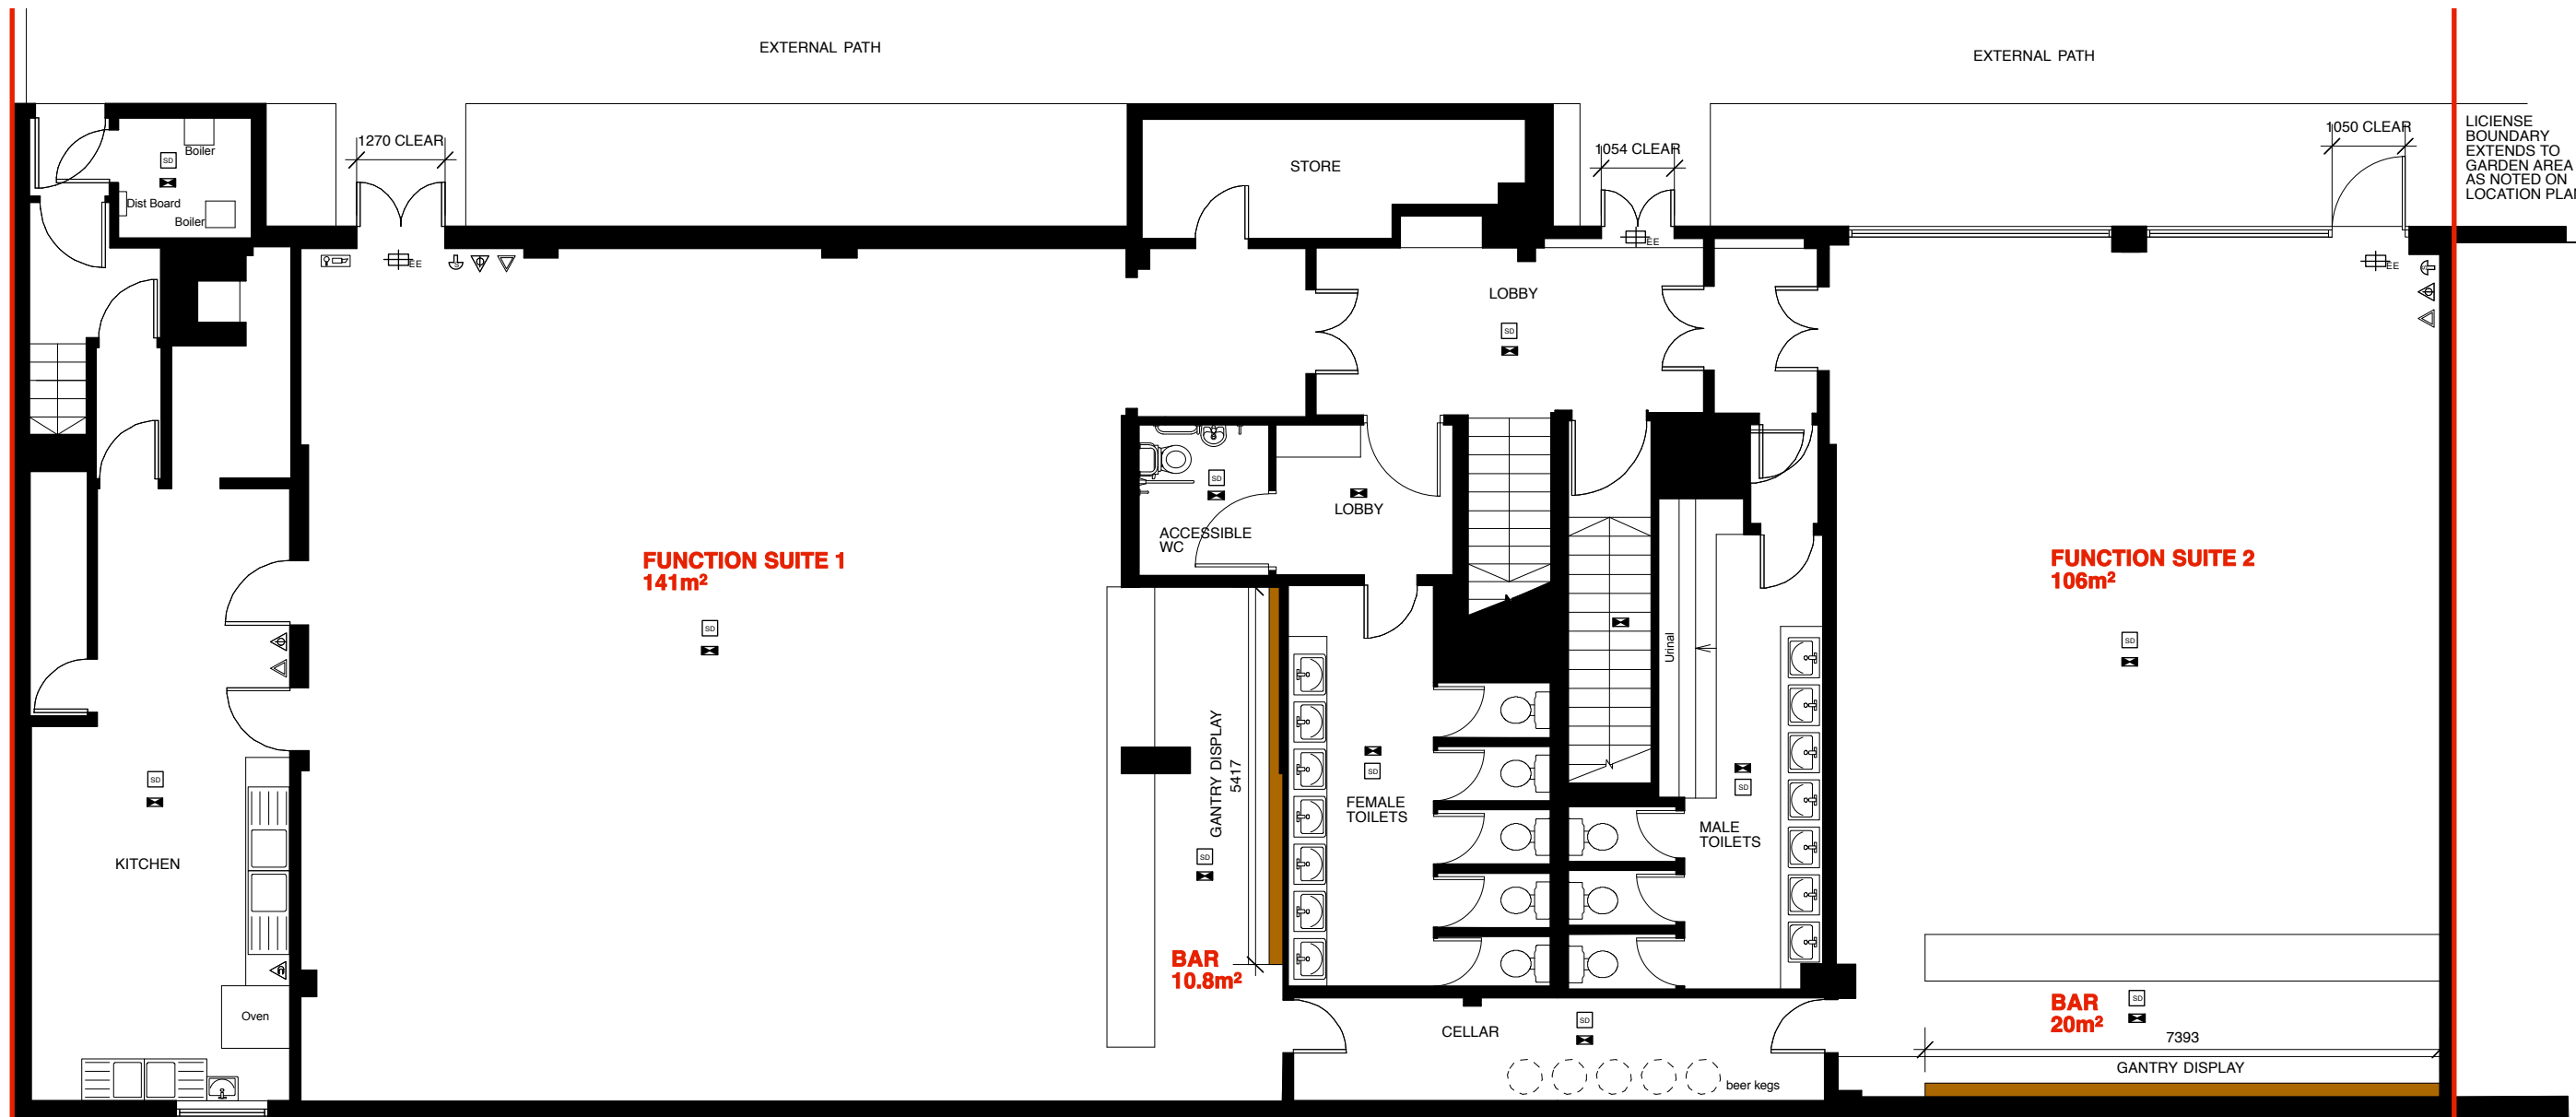 EXTERNAL PATH
EXTERNAL PATH
LICIENSE
BOUNDARY
EXTENDS TO
GARDEN AREA
AS NOTED ON
LOCATION PLAN
1270 CLEAR
1054 CLEAR
1050 CLEAR
Boiler
SD
Dist Board
Boiler
STORE
EE
EE
EE
LOBBY
SD
SD
LOBBY
ACCESSIBLE
WC
FUNCTION SUITE 1
141m²
SD
FUNCTION SUITE 2
106m²
SD
Urinal
GANTRY DISPLAY
5417
SD
SD
FEMALE
TOILETS
SD
MALE
TOILETS
SD
KITCHEN
BAR
10.8m²
Oven
CELLAR
SD
beer kegs
BAR
20m²
SD
7393
GANTRY DISPLAY